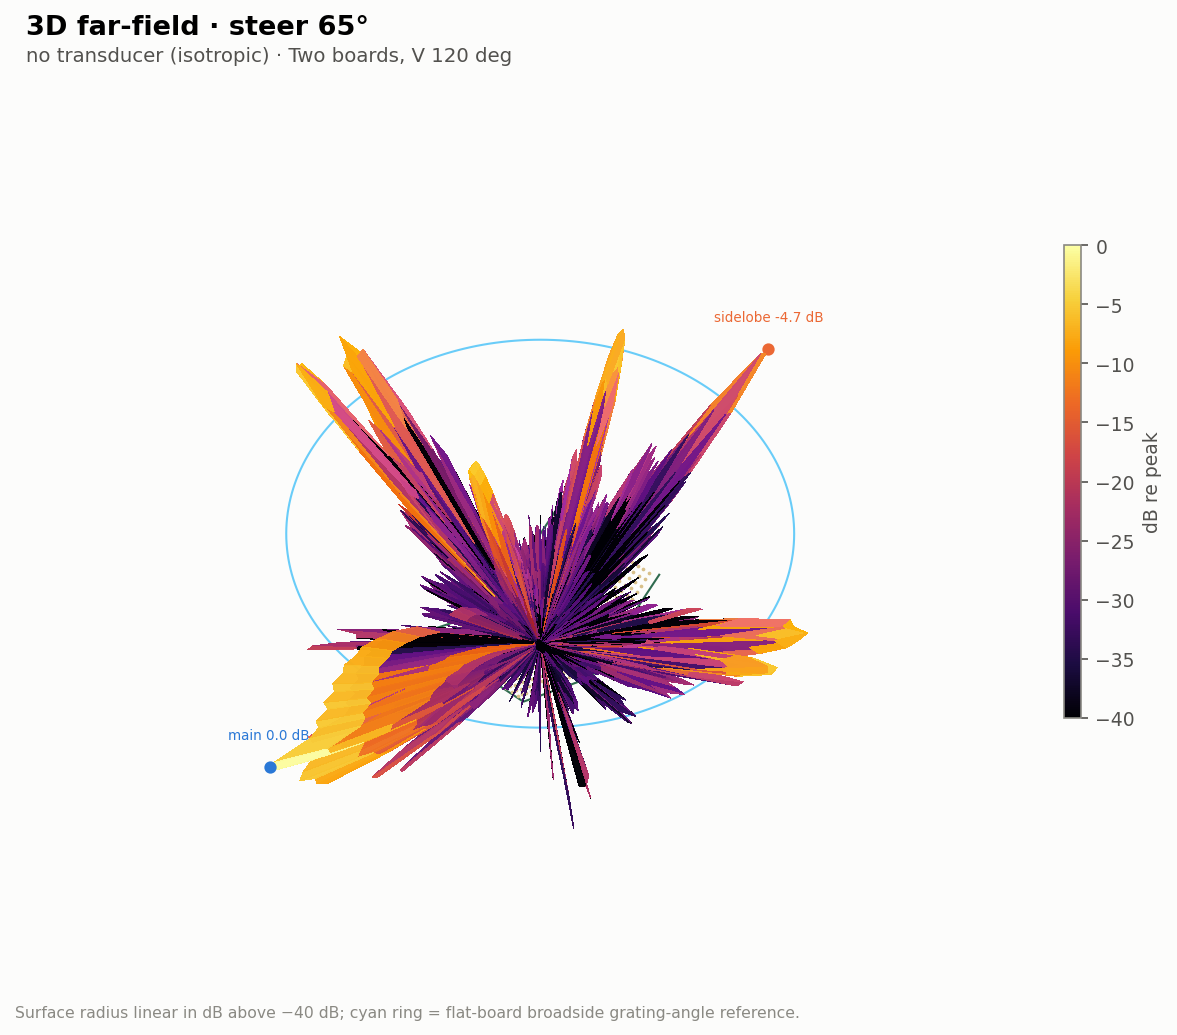 3D far-field · steer 65°
no transducer (isotropic) · Two boards, V 120 deg
sidelobe -4.7 dB
main 0.0 dB
0
−5
−10
−15
−20
−25
−30
−35
−40
dB re peak
Surface radius linear in dB above −40 dB; cyan ring = flat-board broadside grating-angle reference.